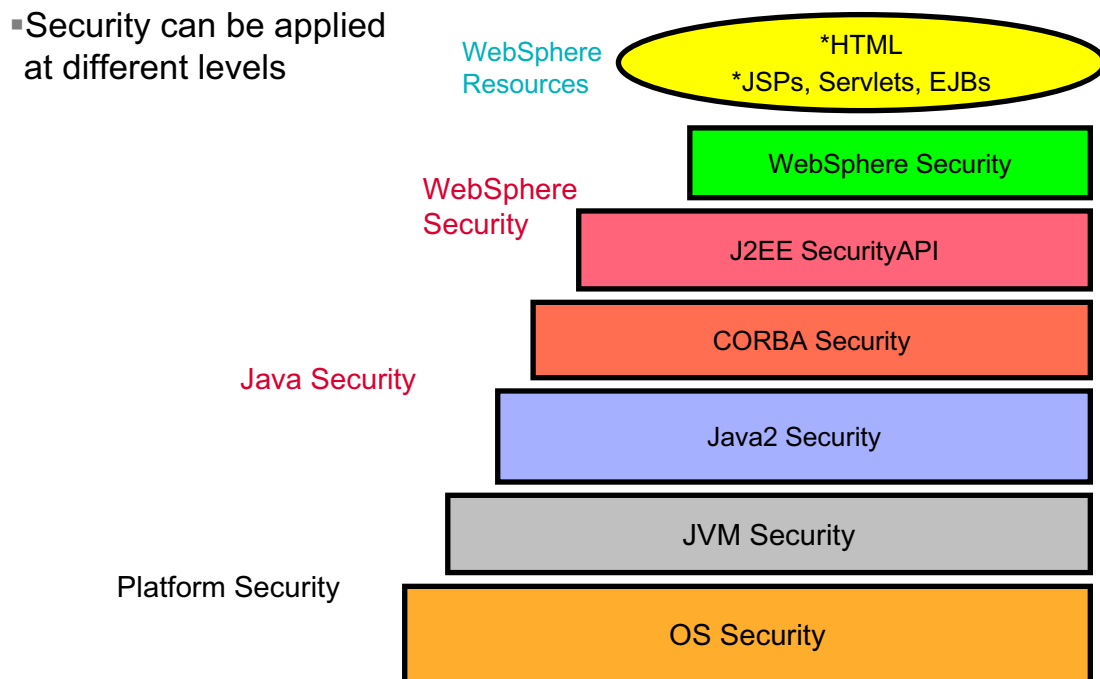 ▪Security can be applied
at different levels
WebSphere
Resources
*HTML
*JSPs, Servlets, EJBs
WebSphere Security
WebSphere
Security
J2EE SecurityAPI
CORBA Security
Java Security
Java2 Security
JVM Security
Platform Security
OS Security